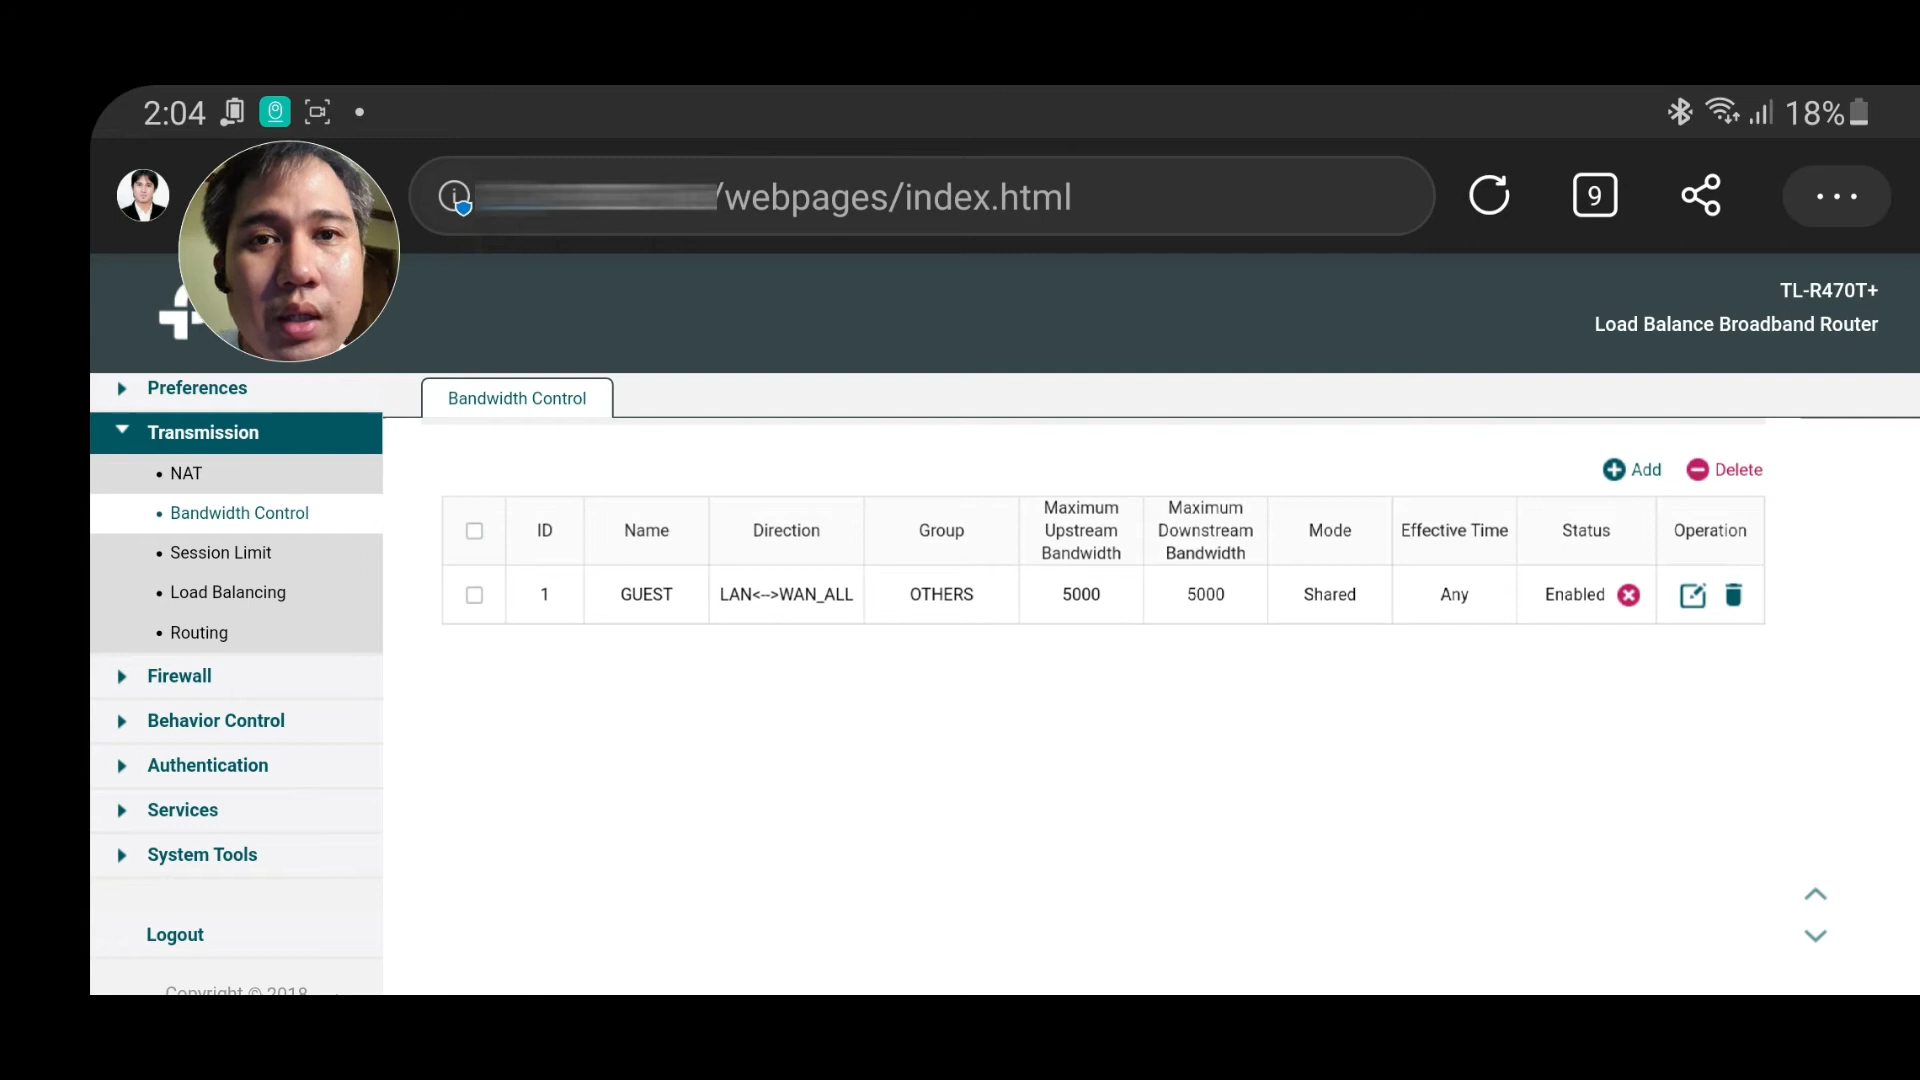 2:04
18%
/webpages/index.html
9
TL-R470T+
Load Balance Broadband Router
Preferences
Transmission
NAT
Bandwidth Control
Session Limit
Load Balancing
Routing
Firewall
Behavior Control
Authentication
Services
System Tools
Logout
Copyright © 2018
Bandwidth Control
Add
Delete
ID
Name
Direction
Group
Maximum
Upstream
Bandwidth
Maximum
Downstream
Bandwidth
Mode
Effective Time
Status
Operation
1
GUEST
LAN<-->WAN_ALL
OTHERS
5000
5000
Shared
Any
Enabled